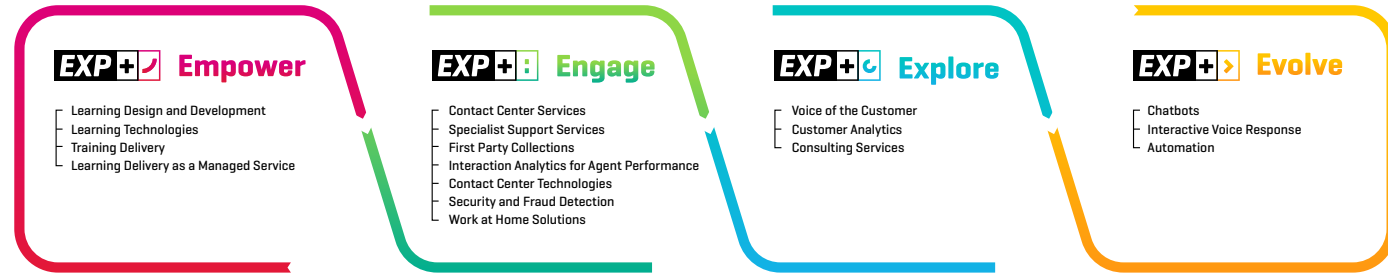 EXP+ Empower
Learning Design and Development
Learning Technologies
Training Delivery
Learning Delivery as a Managed Service
EXP+ Engage
Contact Center Services
Specialist Support Services
First Party Collections
Interaction Analytics for Agent Performance
Contact Center Technologies
Security and Fraud Detection
Work at Home Solutions
EXP+ Explore
Voice of the Customer
Customer Analytics
Consulting Services
EXP+ Evolve
Chatbots
Interactive Voice Response
Automation